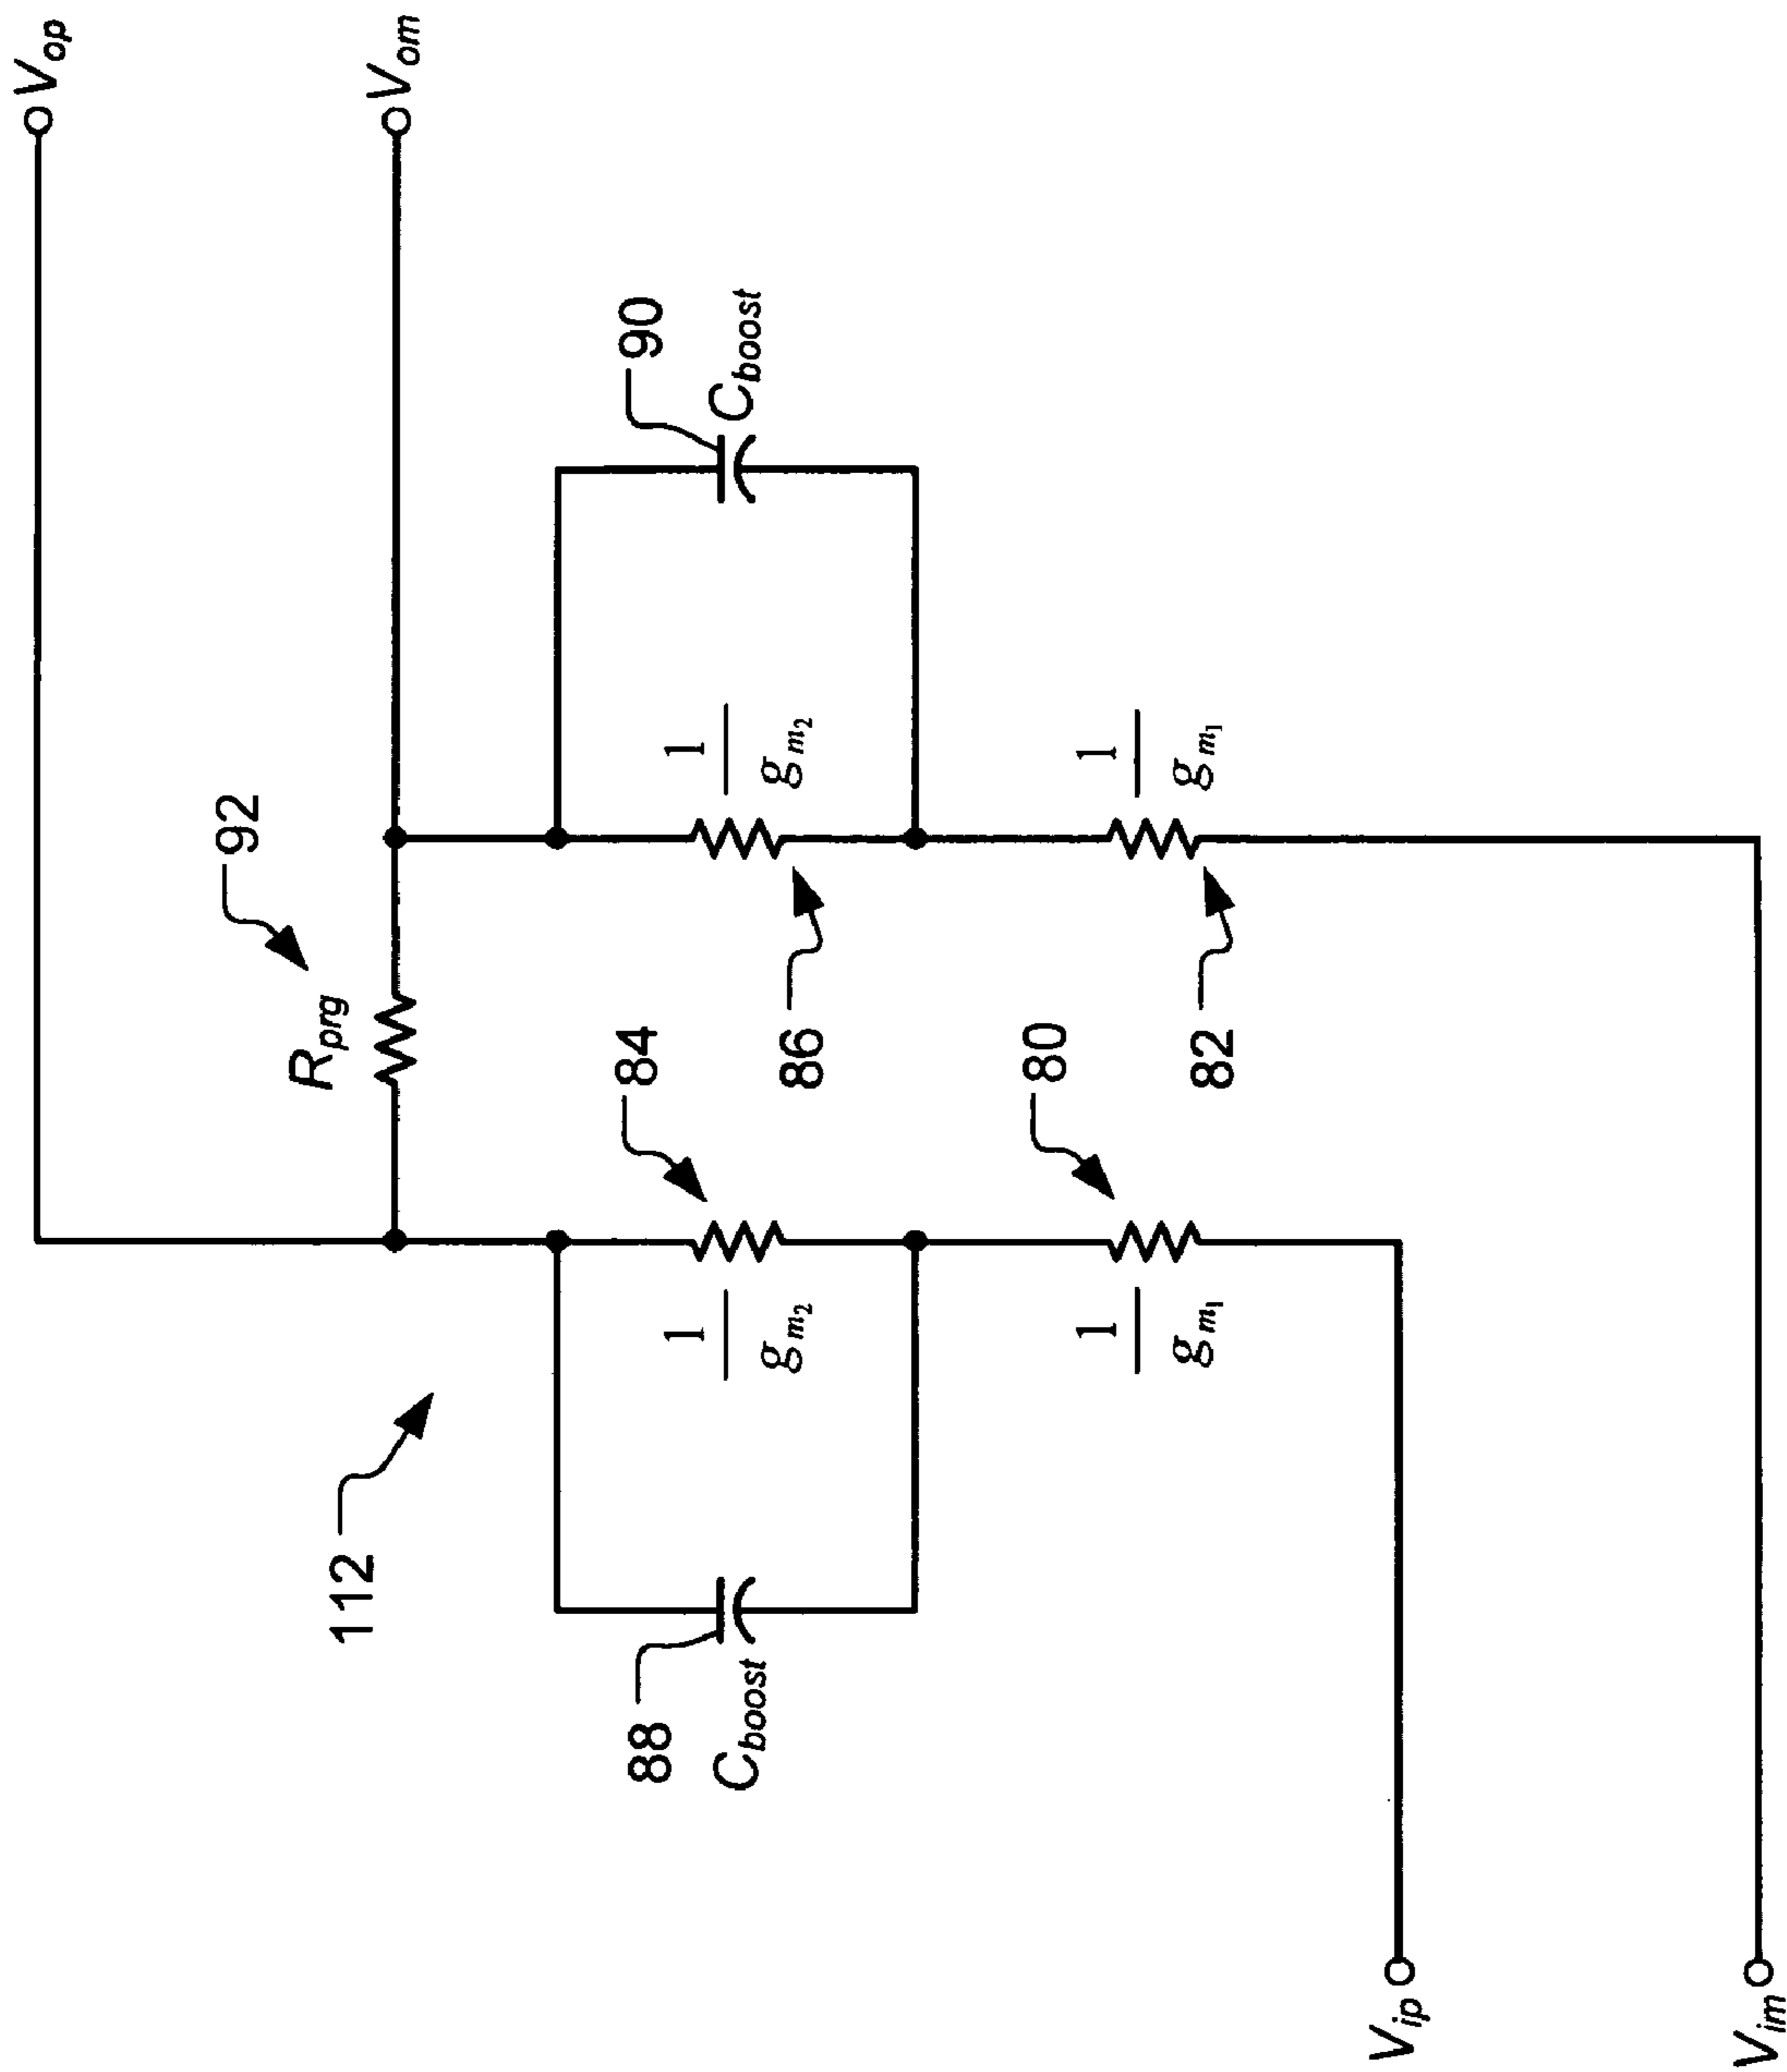 V_op
V_om
92
R_prg
90
C_boost
112
88
C_boost
84
1
g_m2
86
1
g_m2
80
1
g_m1
82
1
g_m1
V_ip
V_im